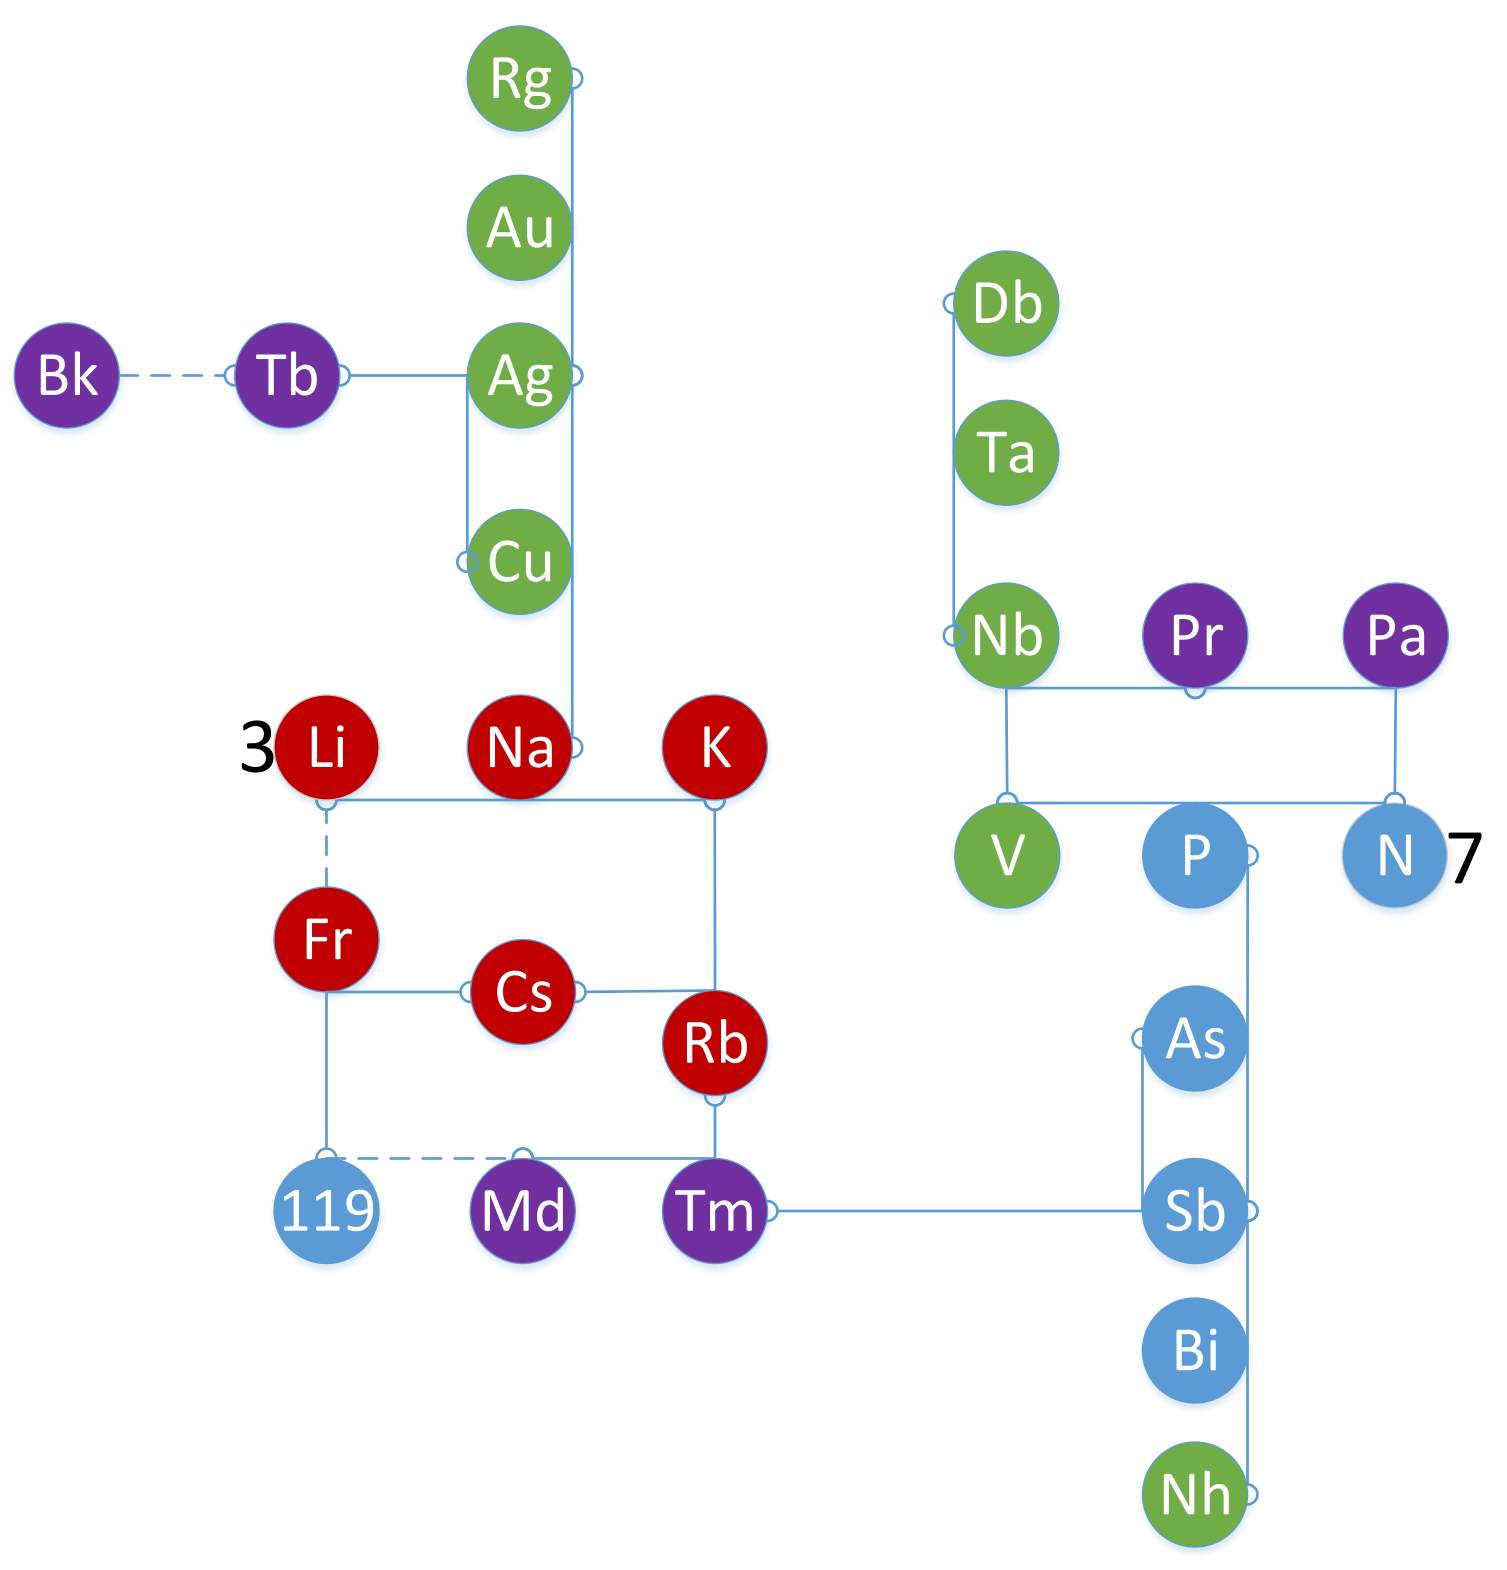 Rg
Au
Db
Bk Tb Ag
Ta
Cu
Nb Pr Pa
3 Li Na K
V P N 7
Fr
Cs
Rb As
119 Md Tm Sb
Bi
Nh